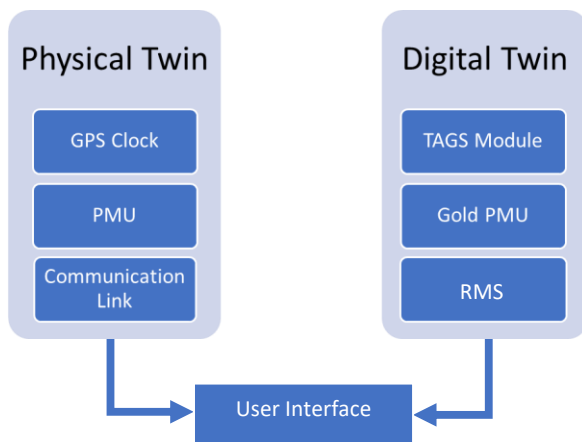 Physical Twin
GPS Clock
PMU
Communication
Link
Digital Twin
TAGS Module
Gold PMU
RMS
User Interface